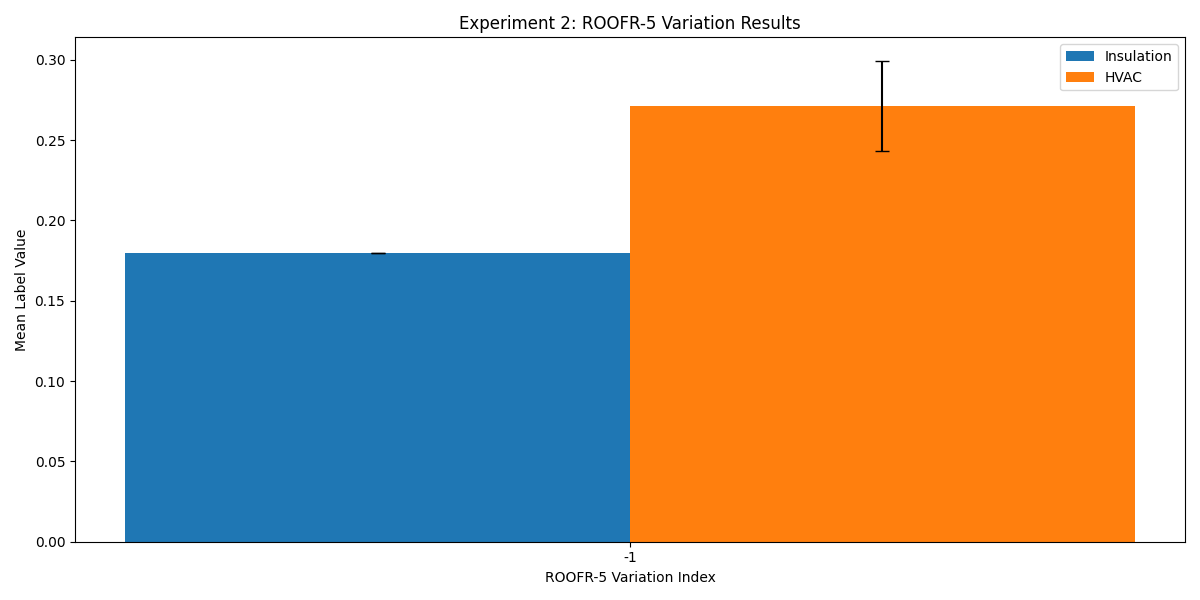 Experiment 2: ROOFR-5 Variation Results
Insulation
HVAC
Mean Label Value
0.30
0.25
0.20
0.15
0.10
0.05
0.00
-1
ROOFR-5 Variation Index